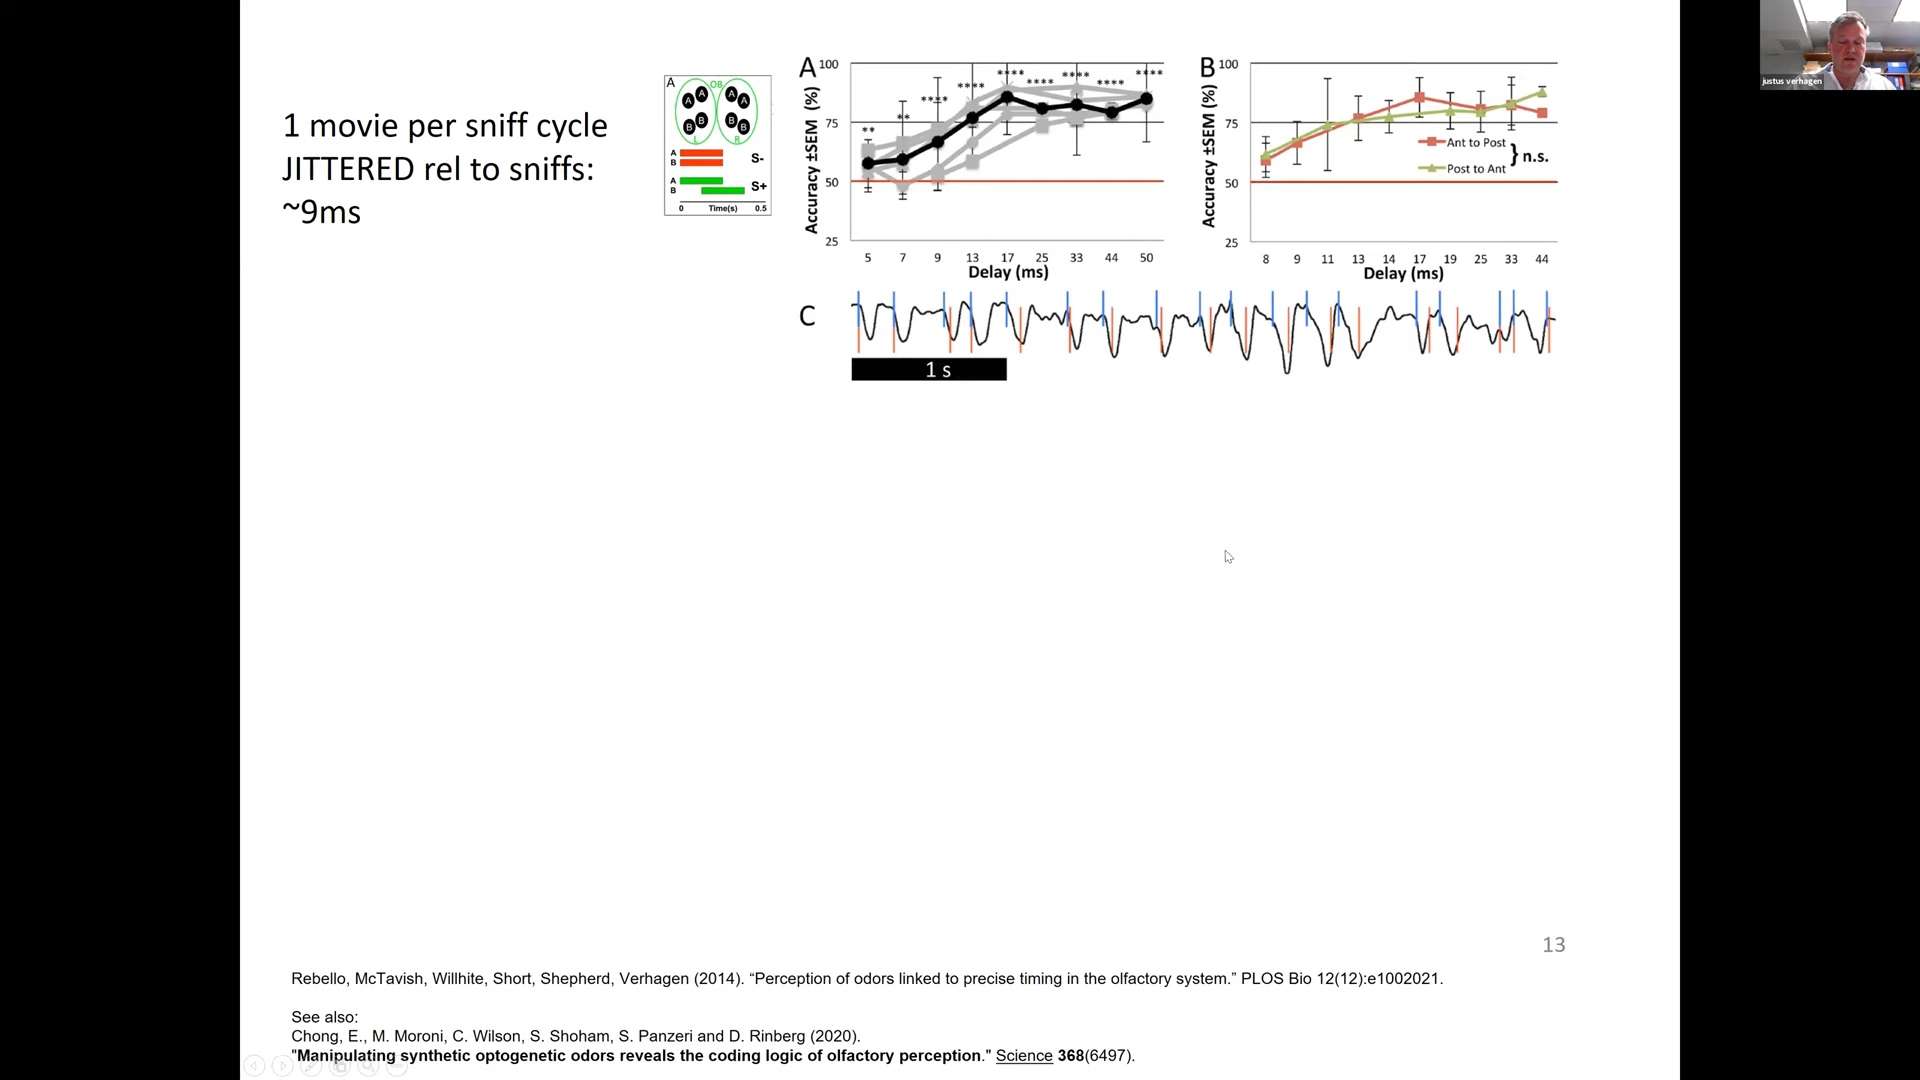 1 movie per sniff cycle
JITTERED rel to sniffs:
~9ms
A
OB
A A A A
B B B B
L R
A
B
S-
A
B
S+
0 Time(s) 0.5
A
Accuracy ±SEM (%)
100
75
50
25
** ** **** **** **** **** **** **** ****
5 7 9 13 17 25 33 44 50
Delay (ms)
B
Accuracy ±SEM (%)
100
75
50
25
Ant to Post
Post to Ant
} n.s.
8 9 11 13 14 17 19 25 33 44
Delay (ms)
C
1 s
justus verhagen
13
Rebello, McTavish, Willhite, Short, Shepherd, Verhagen (2014). “Perception of odors linked to precise timing in the olfactory system.” PLOS Bio 12(12):e1002021.
See also:
Chong, E., M. Moroni, C. Wilson, S. Shoham, S. Panzeri and D. Rinberg (2020).
"Manipulating synthetic optogenetic odors reveals the coding logic of olfactory perception." Science 368(6497).